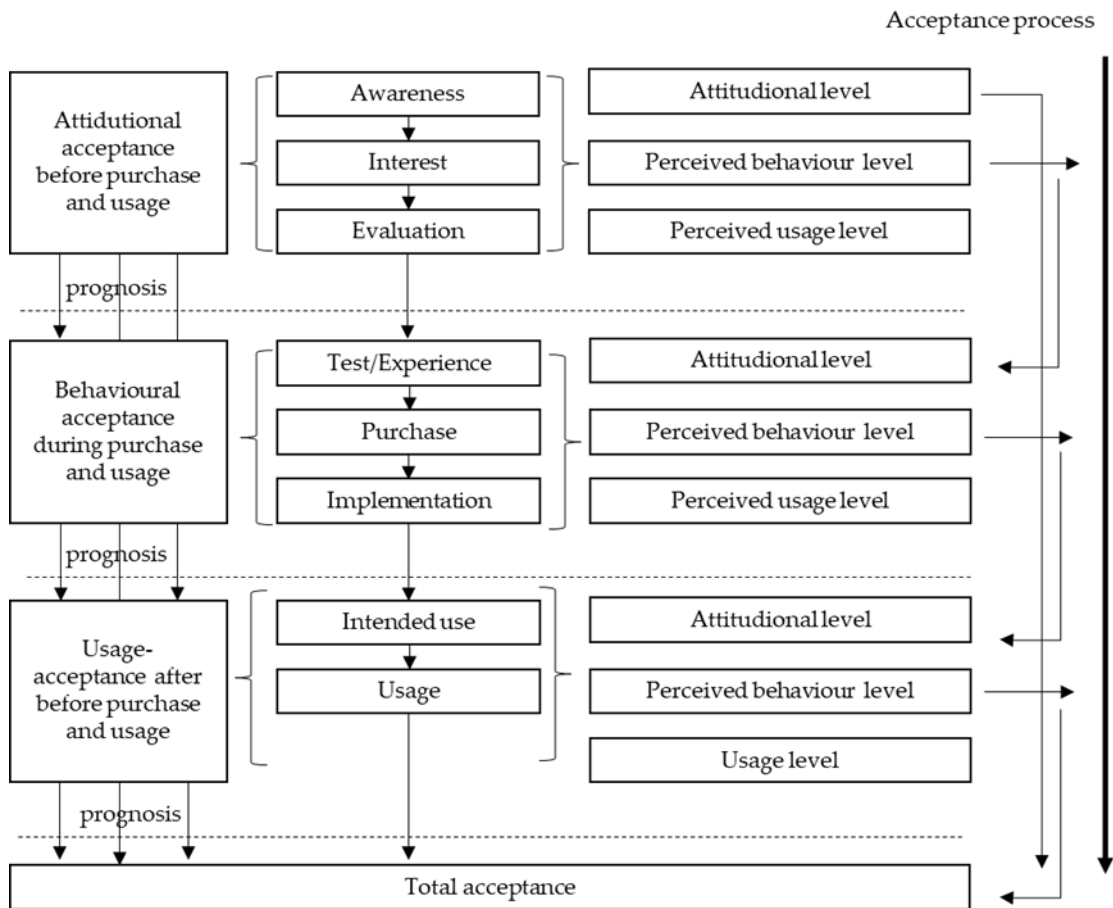 Acceptance process
Attidutional
acceptance
before purchase
and usage
Awareness
Interest
Evaluation
Attitudional level
Perceived behaviour level
Perceived usage level
prognosis
Behavioural
acceptance
during purchase
and usage
Test/Experience
Purchase
Implementation
Attitudional level
Perceived behaviour level
Perceived usage level
prognosis
Usage-
acceptance after
before purchase
and usage
Intended use
Usage
Attitudional level
Perceived behaviour level
Usage level
prognosis
Total acceptance